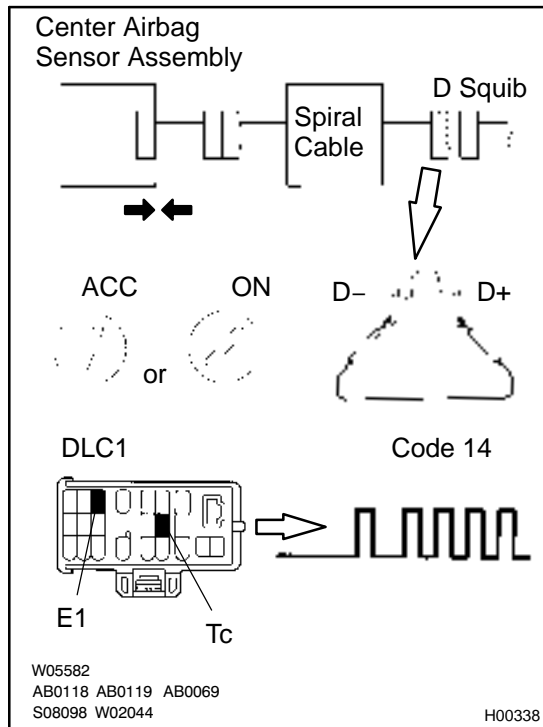 Center Airbag
Sensor Assembly
D Squib
Spiral
Cable
ACC
ON
or
D−
D+
DLC1
Code 14
E1
Tc
W05582
AB0118 AB0119 AB0069
S08098 W02044
H00338